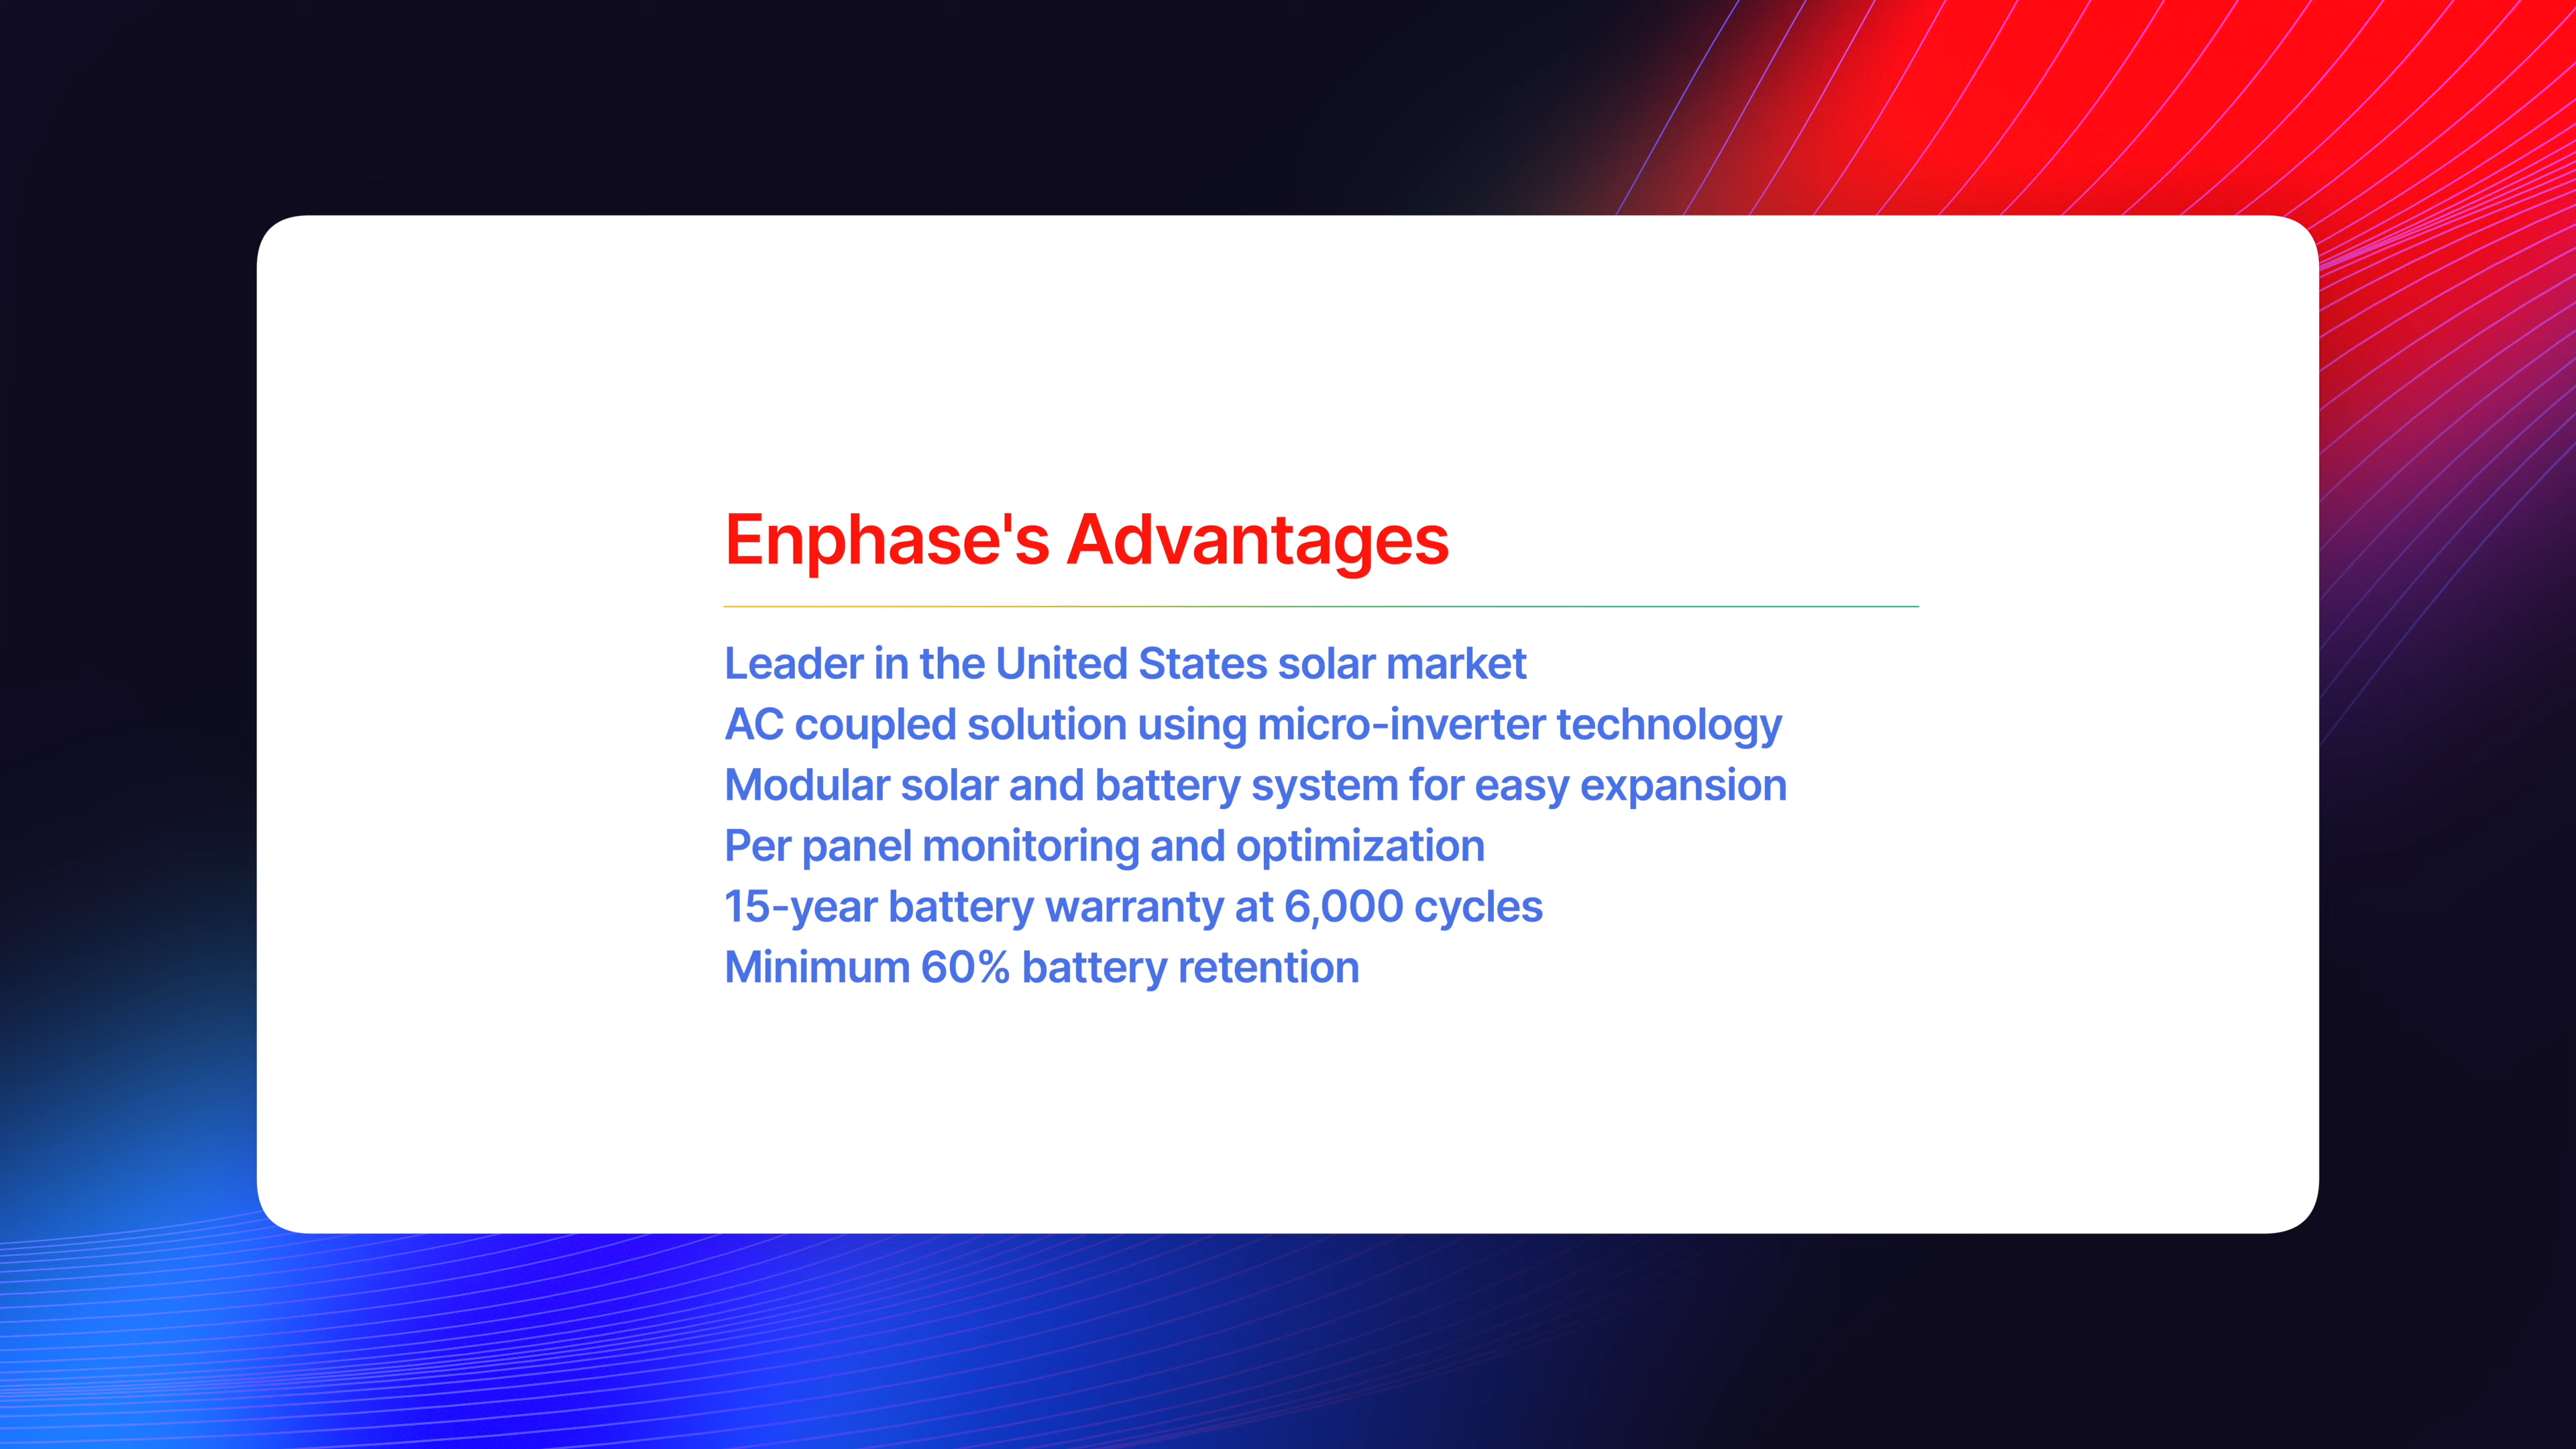 Enphase's Advantages
Leader in the United States solar market
AC coupled solution using micro-inverter technology
Modular solar and battery system for easy expansion
Per panel monitoring and optimization
15-year battery warranty at 6,000 cycles
Minimum 60% battery retention